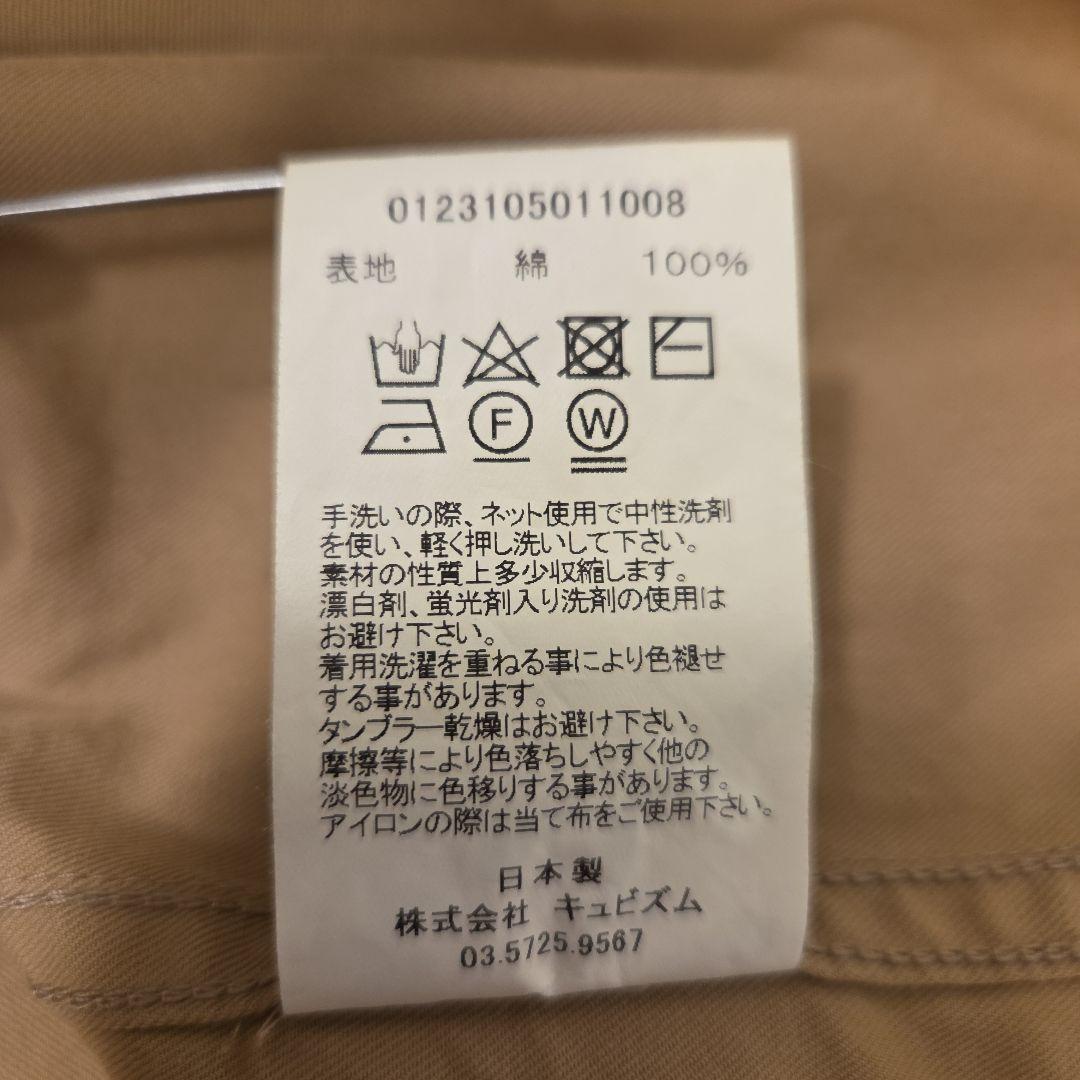 0123105011008
表地 綿 100%
F W
手洗いの際、ネット使用で中性洗剤
を使い、軽く押し洗いして下さい。
素材の性質上多少収縮します。
漂白剤、蛍光剤入り洗剤の使用は
お避け下さい。
着用洗濯を重ねる事により色褪せ
する事があります。
タンブラー乾燥はお避け下さい。
摩擦等により色落ちしやすく他の
淡色物に色移りする事があります。
アイロンの際は当て布をご使用下さい。
日本製
株式会社 キュビズム
03.5725.9567